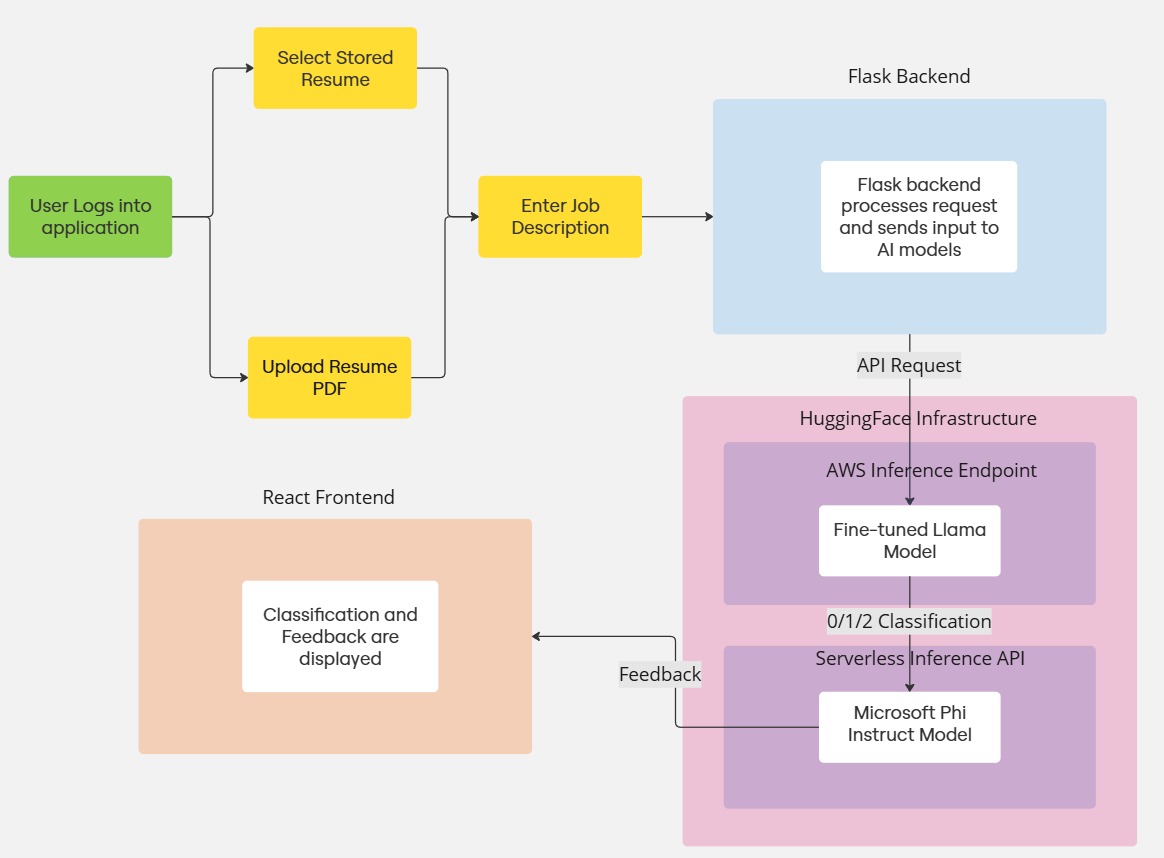 Select Stored
Resume
Flask Backend
User Logs into
application
Enter Job
Description
Flask backend
processes request
and sends input to
AI models
Upload Resume
PDF
API Request
HuggingFace Infrastructure
AWS Inference Endpoint
Fine-tuned Llama
Model
0/1/2 Classification
Serverless Inference API
Microsoft Phi
Instruct Model
Feedback
React Frontend
Classification and
Feedback are
displayed